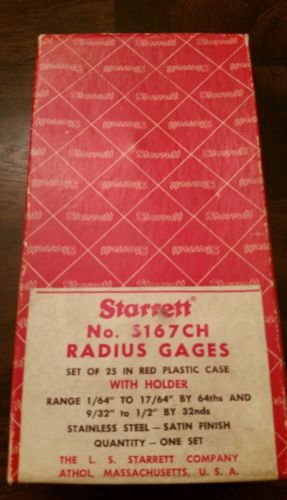 Starrett
No. S167CH
RADIUS GAGES
SET OF 25 IN RED PLASTIC CASE
WITH HOLDER
RANGE 1/64" TO 17/64" BY 64ths AND
9/32" to 1/2" BY 32nds
STAINLESS STEEL — SATIN FINISH
QUANTITY — ONE SET
THE L. S. STARRETT COMPANY
ATHOL, MASSACHUSETTS, U. S. A.